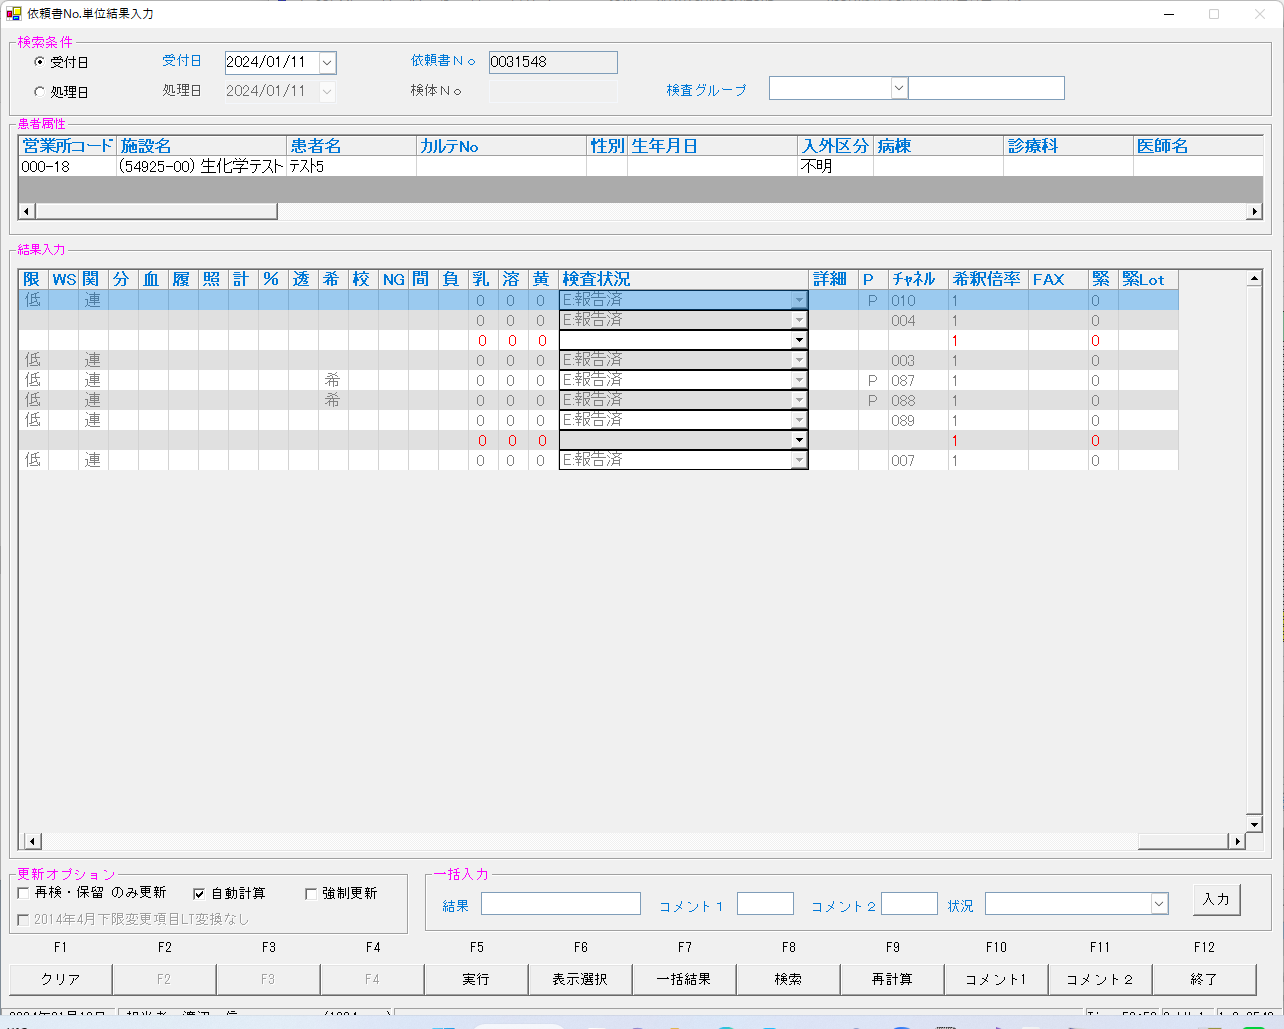 依頼書No.単位結果入力
検索条件
受付日 受付日 2024/01/11 依頼書No 0031548
処理日 処理日 2024/01/11 検体No 検査グループ
患者属性
営業所コード 施設名 患者名 カルテNo 性別 生年月日 入外区分 病棟 診療科 医師名
000-18 (54925-00) 生化学テスト テスト5 不明
結果入力
限 WS 関 分 血 履 照 計 % 透 希 校 NG 間 負 乳 溶 黄 検査状況 詳細 P チャネル 希釈倍率 FAX 緊 緊Lot
低 連 0 0 0 E:報告済 P 010 1 0
0 0 0 E:報告済 004 1 0
0 0 0 1 0
低 連 0 0 0 E:報告済 003 1 0
低 連 希 0 0 0 E:報告済 P 087 1 0
低 連 希 0 0 0 E:報告済 P 088 1 0
低 連 0 0 0 E:報告済 089 1 0
0 0 0 1 0
低 連 0 0 0 E:報告済 007 1 0
更新オプション
再検・保留 のみ更新 自動計算 強制更新
2014年4月下限変更項目LT変換なし
一括入力
結果 コメント1 コメント2 状況 入力
F1 F2 F3 F4 F5 F6 F7 F8 F9 F10 F11 F12
クリア F2 F3 F4 実行 表示選択 一括結果 検索 再計算 コメント1 コメント2 終了